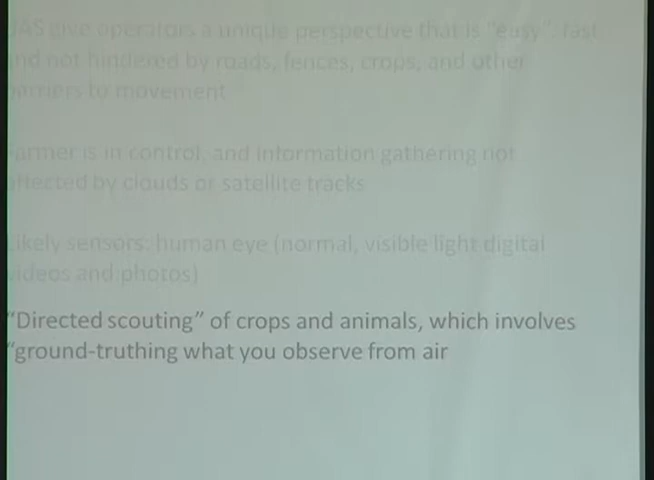 UAS give operators a unique perspective that is "easy", fast
and not hindered by roads, fences, crops, and other
barriers to movement
Farmer is in control, and information gathering not
affected by clouds or satellite tracks
Likely sensors: human eye (normal, visible light digital
videos and photos)
"Directed scouting" of crops and animals, which involves
"ground-truthing what you observe from air